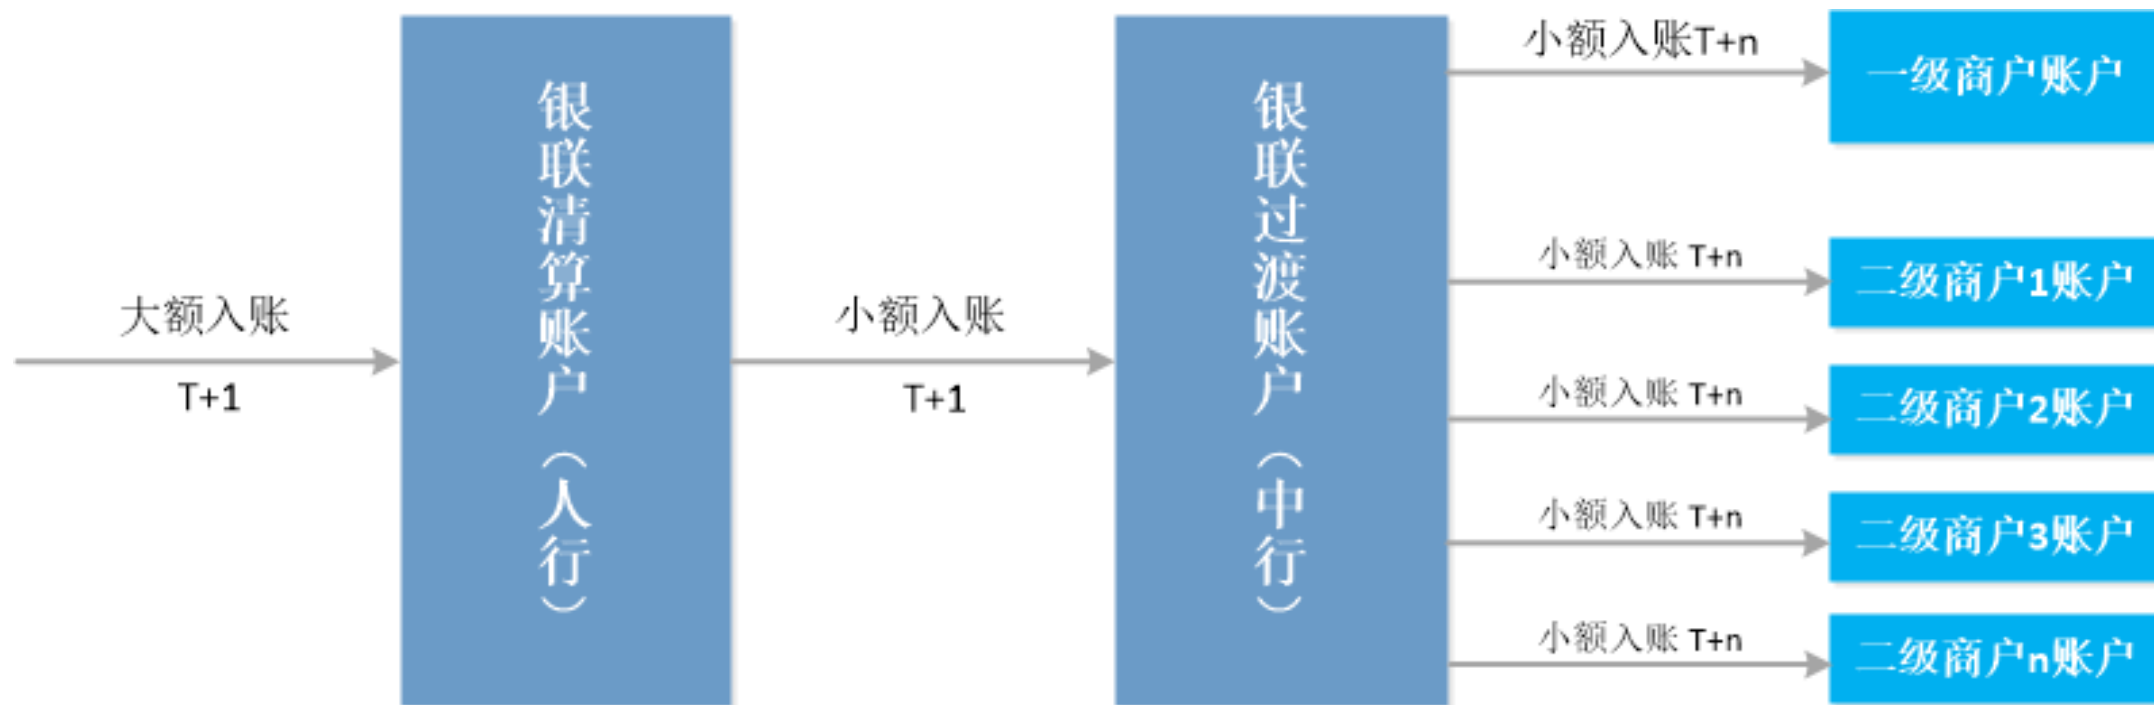 大额入账
T+1
银联清算账户（人行）
小额入账
T+1
银联过渡账户（中行）
小额入账T+n
一级商户账户
小额入账 T+n
二级商户1账户
小额入账 T+n
二级商户2账户
小额入账 T+n
二级商户3账户
小额入账 T+n
二级商户n账户